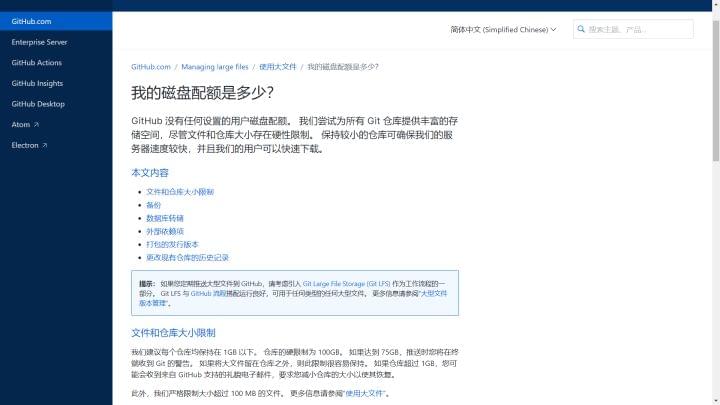 GitHub.com
Enterprise Server
GitHub Actions
GitHub Insights
GitHub Desktop
Atom ↗
Electron ↗
简体中文 (Simplified Chinese)
搜索主题、产品...
GitHub.com / Managing large files / 使用大文件 / 我的磁盘配额是多少？
我的磁盘配额是多少？
GitHub 没有任何设置的用户磁盘配额。 我们尝试为所有 Git 仓库提供丰富的存
储空间，尽管文件和仓库大小存在硬性限制。 保持较小的仓库可确保我们的服
务器速度较快，并且我们的用户可以快速下载。
本文内容
• 文件和仓库大小限制
• 备份
• 数据库转储
• 外部依赖项
• 打包的发行版本
• 更改现有仓库的历史记录
提示： 如果您定期推送大型文件到 GitHub，请考虑引入 Git Large File Storage (Git LFS) 作为工作流程的一
部分。 Git LFS 与 GitHub 流程搭配运行良好，可用于任何类型的任何大型文件。 更多信息请参阅“大型文件
版本管理”。
文件和仓库大小限制
我们建议每个仓库均保持在 1GB 以下。 仓库的硬限制为 100GB。 如果达到 75GB，推送时您将在终
端收到 Git 的警告。 如果将大文件留在仓库之外，则此限制很容易保持。 如果仓库超过 1GB，您可
能会收到来自 GitHub 支持的礼貌电子邮件，要求您减小仓库的大小以使其恢复。
此外，我们严格限制大小超过 100 MB 的文件。 更多信息请参阅“使用大文件”。